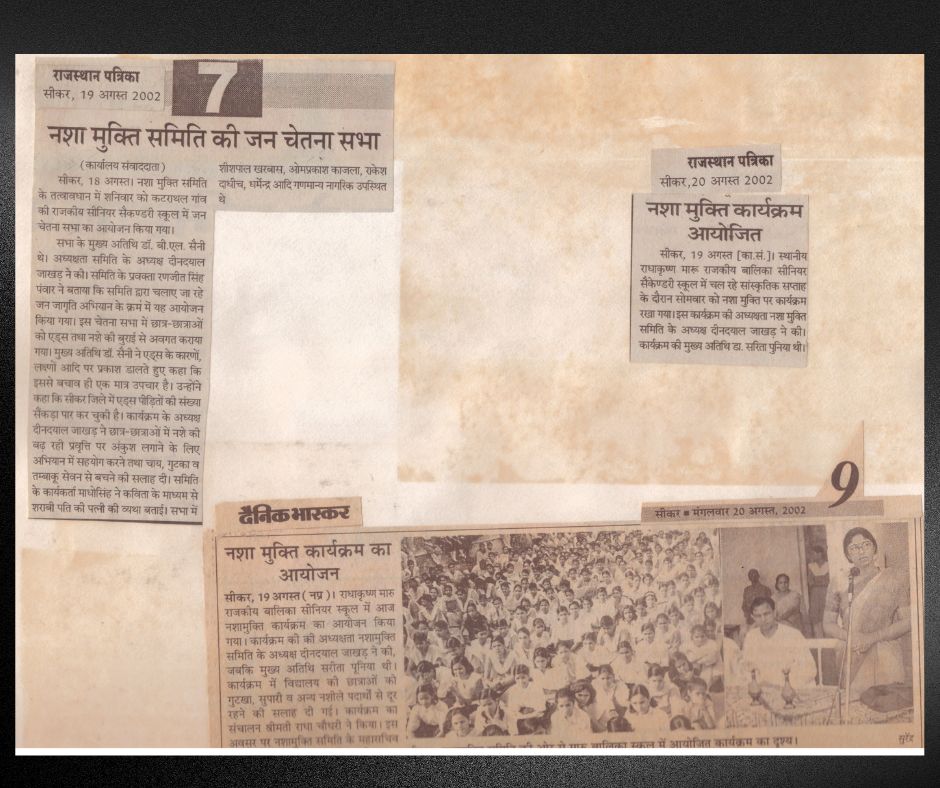 राजस्थान पत्रिका
सीकर, 19 अगस्त 2002
7
नशा मुक्ति समिति की जन चेतना सभा
(कार्यालय संवाददाता)
सीकर, 18 अगस्त। नशा मुक्ति समिति
के तत्वावधान में शनिवार को कटराथल गांव
की राजकीय सीनियर सैकण्डरी स्कूल में जन
चेतना सभा का आयोजन किया गया।
सभा के मुख्य अतिथि डॉ. बी.एल. सैनी
थे। अध्यक्षता समिति के अध्यक्ष दीनदयाल
जाखड़ ने की। समिति के प्रवक्ता रणजीत सिंह
पंवार ने बताया कि समिति द्वारा चलाए जा रहे
जन जागृति अभियान के क्रम में यह आयोजन
किया गया। इस चेतना सभा में छात्र-छात्राओं
को एड्स तथा नशे की बुराई से अवगत कराया
गया। मुख्य अतिथि डॉ. सैनी ने एड्स के कारणों,
लक्षणों आदि पर प्रकाश डालते हुए कहा कि
इससे बचाव ही एक मात्र उपचार है। उन्होंने
कहा कि सीकर जिले में एड्स पीड़ितों की संख्या
सैकड़ा पार कर चुकी है। कार्यक्रम के अध्यक्ष
दीनदयाल जाखड़ ने छात्र-छात्राओं में नशे की
बढ़ रही प्रवृत्ति पर अंकुश लगाने के लिए
अभियान में सहयोग करने तथा चाय, गुटका व
तम्बाकू सेवन से बचने की सलाह दी। समिति
के कार्यकर्ता माधोसिंह ने कविता के माध्यम से
शराबी पति की पत्नी की व्यथा बताई। सभा में
शीशपाल खरबास, ओमप्रकाश काजला, राकेश
दाधीच, धर्मेन्द्र आदि गणमान्य नागरिक उपस्थित
थे
राजस्थान पत्रिका
सीकर,20 अगस्त 2002
नशा मुक्ति कार्यक्रम
आयोजित
सीकर, 19 अगस्त [का.सं.]। स्थानीय
राधाकृष्ण मारू राजकीय बालिका सीनियर
सैकेण्डरी स्कूल में चल रहे सांस्कृतिक सप्ताह
के दौरान सोमवार को नशा मुक्ति पर कार्यक्रम
रखा गया। इस कार्यक्रम की अध्यक्षता नशा मुक्ति
समिति के अध्यक्ष दीनदयाल जाखड़ ने की।
कार्यक्रम की मुख्य अतिथि डा. सरिता पुनिया थी।
दैनिक भास्कर
सीकर ■ मंगलवार 20 अगस्त, 2002
9
नशा मुक्ति कार्यक्रम का
आयोजन
सीकर, 19 अगस्त (नप्र)। राधाकृष्ण मारु
राजकीय बालिका सीनियर स्कूल में आज
नशामुक्ति कार्यक्रम का आयोजन किया
गया। कार्यक्रम की की अध्यक्षता नशामुक्ति
समिति के अध्यक्ष दीनदयाल जाखड़ ने की,
जबकि मुख्य अतिथि सरीता पूनिया थी।
कार्यक्रम में विद्यालय की छात्राओं को
गुटखा, सुपारी व अन्य नशीले पदार्थों से दूर
रहने की सलाह दी गई। कार्यक्रम का
संचालन श्रीमती राधा चौधरी ने किया। इस
अवसर पर नशामुक्ति समिति के महासचिव
समिति की ओर से मारू बालिका स्कूल में आयोजित कार्यक्रम का दृश्य।
सुरेंद्र